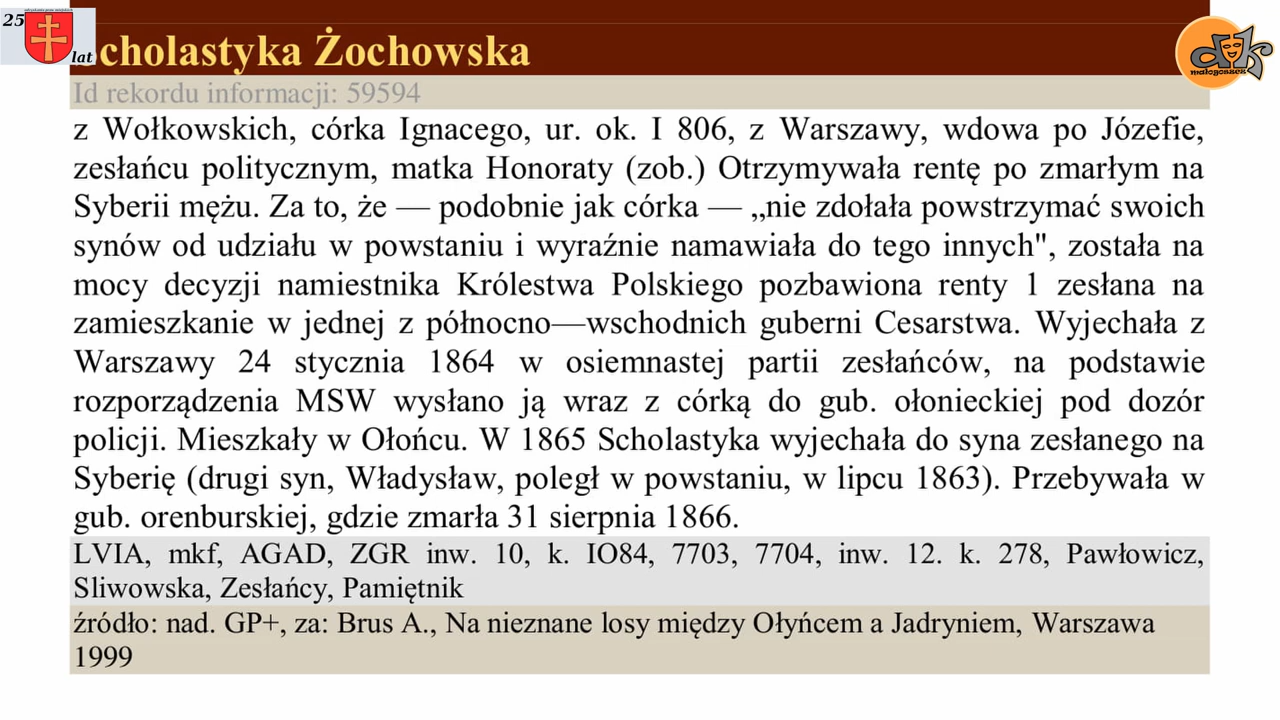 25
lat
cholastyka Żochowska
małogoszcz
Id rekordu informacji: 59594
z Wołkowskich, córka Ignacego, ur. ok. I 806, z Warszawy, wdowa po Józefie,
zesłańcu politycznym, matka Honoraty (zob.) Otrzymywała rentę po zmarłym na
Syberii mężu. Za to, że — podobnie jak córka — „nie zdołała powstrzymać swoich
synów od udziału w powstaniu i wyraźnie namawiała do tego innych", została na
mocy decyzji namiestnika Królestwa Polskiego pozbawiona renty 1 zesłana na
zamieszkanie w jednej z północno—wschodnich guberni Cesarstwa. Wyjechała z
Warszawy 24 stycznia 1864 w osiemnastej partii zesłańców, na podstawie
rozporządzenia MSW wysłano ją wraz z córką do gub. ołonieckiej pod dozór
policji. Mieszkały w Ołońcu. W 1865 Scholastyka wyjechała do syna zesłanego na
Syberię (drugi syn, Władysław, poległ w powstaniu, w lipcu 1863). Przebywała w
gub. orenburskiej, gdzie zmarła 31 sierpnia 1866.
LVIA, mkf, AGAD, ZGR inw. 10, k. IO84, 7703, 7704, inw. 12. k. 278, Pawłowicz,
Sliwowska, Zesłańcy, Pamiętnik
źródło: nad. GP+, za: Brus A., Na nieznane losy między Ołyńcem a Jadryniem, Warszawa
1999